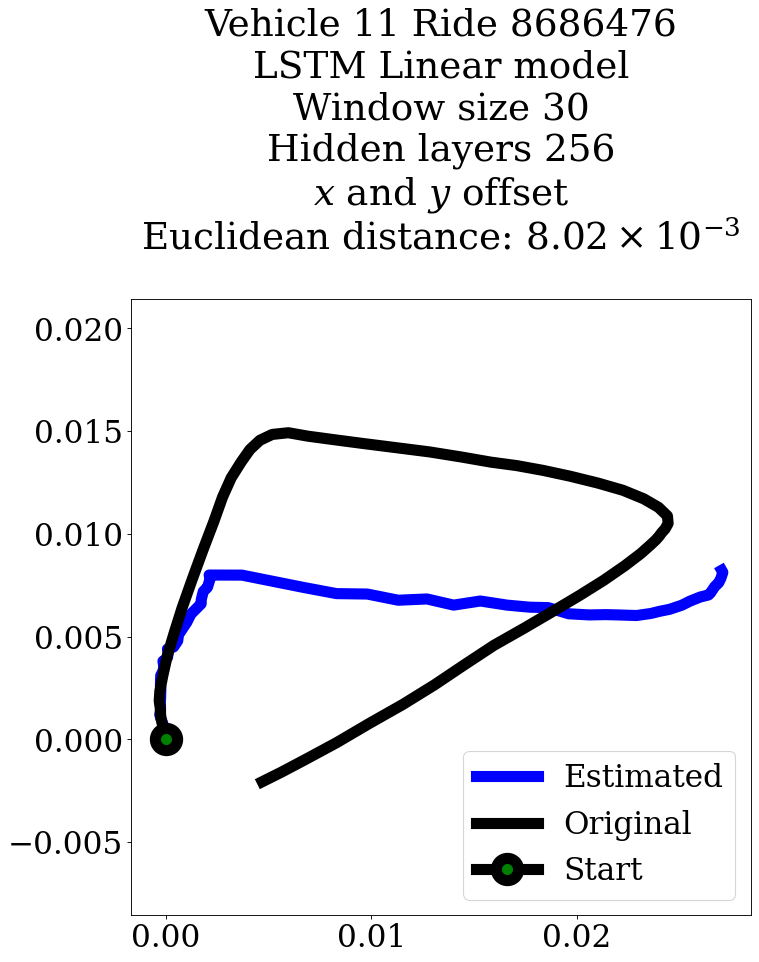 Vehicle 11 Ride 8686476
LSTM Linear model
Window size 30
Hidden layers 256
x and y offset
Euclidean distance: 8.02 × 10⁻³
0.020
0.015
0.010
0.005
0.000
−0.005
Estimated
Original
Start
0.00 0.01 0.02